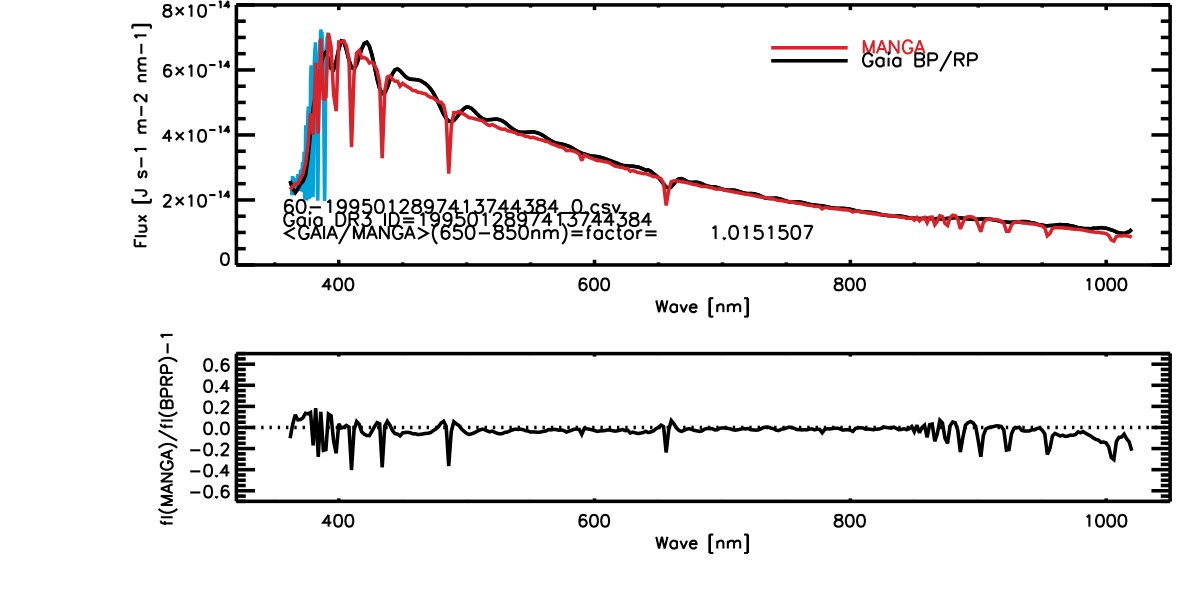 8×10−14
6×10−14
4×10−14
2×10−14
0
Flux [J s−1 m−2 nm−1]
MANGA
Gaia BP/RP
60−1995012897413744384_0.csv
Gaia DR3 ID=1995012897413744384
<GAIA/MANGA>(650−850nm)=factor= 1.0151507
400 600 800 1000
Wave [nm]
fl(MANGA)/fl(BPRP)−1
0.6
0.4
0.2
0.0
−0.2
−0.4
−0.6
400 600 800 1000
Wave [nm]